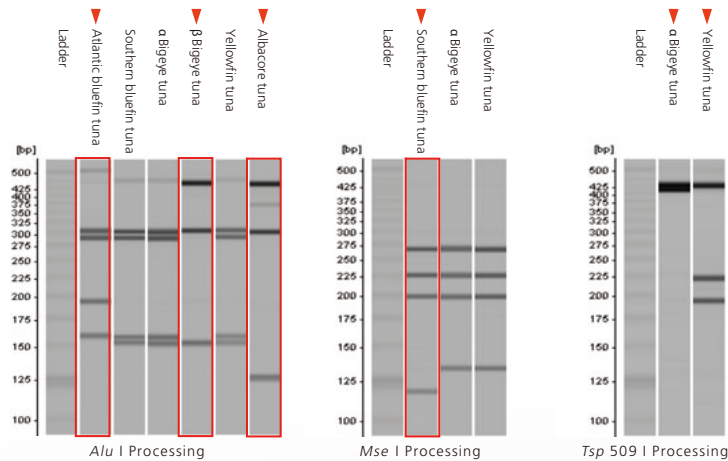 Ladder
Atlantic bluefin tuna
Southern bluefin tuna
α Bigeye tuna
β Bigeye tuna
Yellowfin tuna
Albacore tuna
[bp]
500
425
400
375
350
325
300
275
250
225
200
175
150
125
100
Alu I Processing
Ladder
Southern bluefin tuna
α Bigeye tuna
Yellowfin tuna
[bp]
500
425
400
375
350
325
300
275
250
225
200
175
150
125
100
Mse I Processing
Ladder
α Bigeye tuna
Yellowfin tuna
[bp]
500
425
400
375
350
325
300
275
250
225
200
175
150
125
100
Tsp 509 I Processing